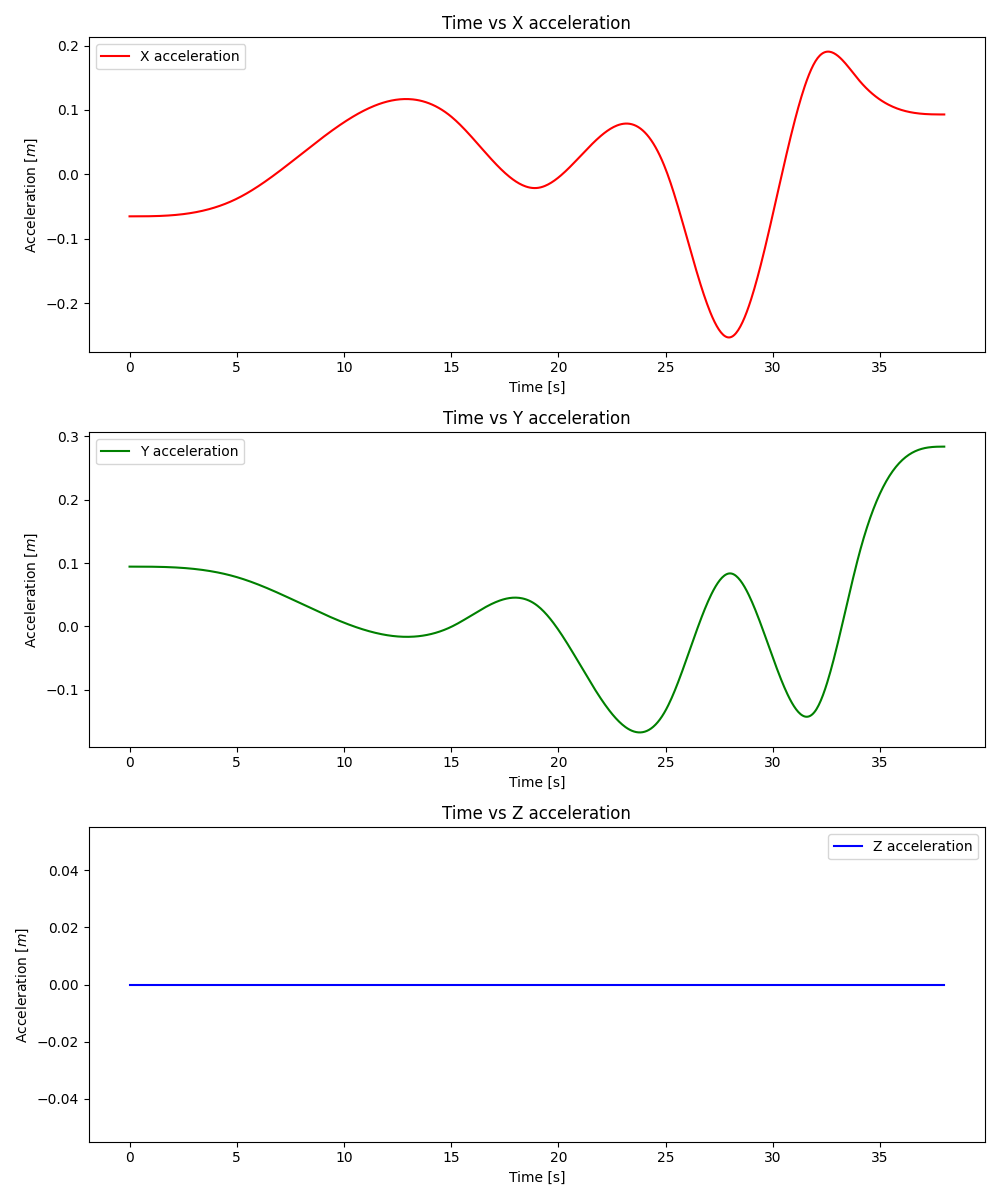 Time vs X acceleration
X acceleration
0.2
0.1
0.0
−0.1
−0.2
Acceleration [m]
0 5 10 15 20 25 30 35
Time [s]
Time vs Y acceleration
Y acceleration
0.3
0.2
0.1
0.0
−0.1
Acceleration [m]
0 5 10 15 20 25 30 35
Time [s]
Time vs Z acceleration
Z acceleration
0.04
0.02
0.00
−0.02
−0.04
Acceleration [m]
0 5 10 15 20 25 30 35
Time [s]